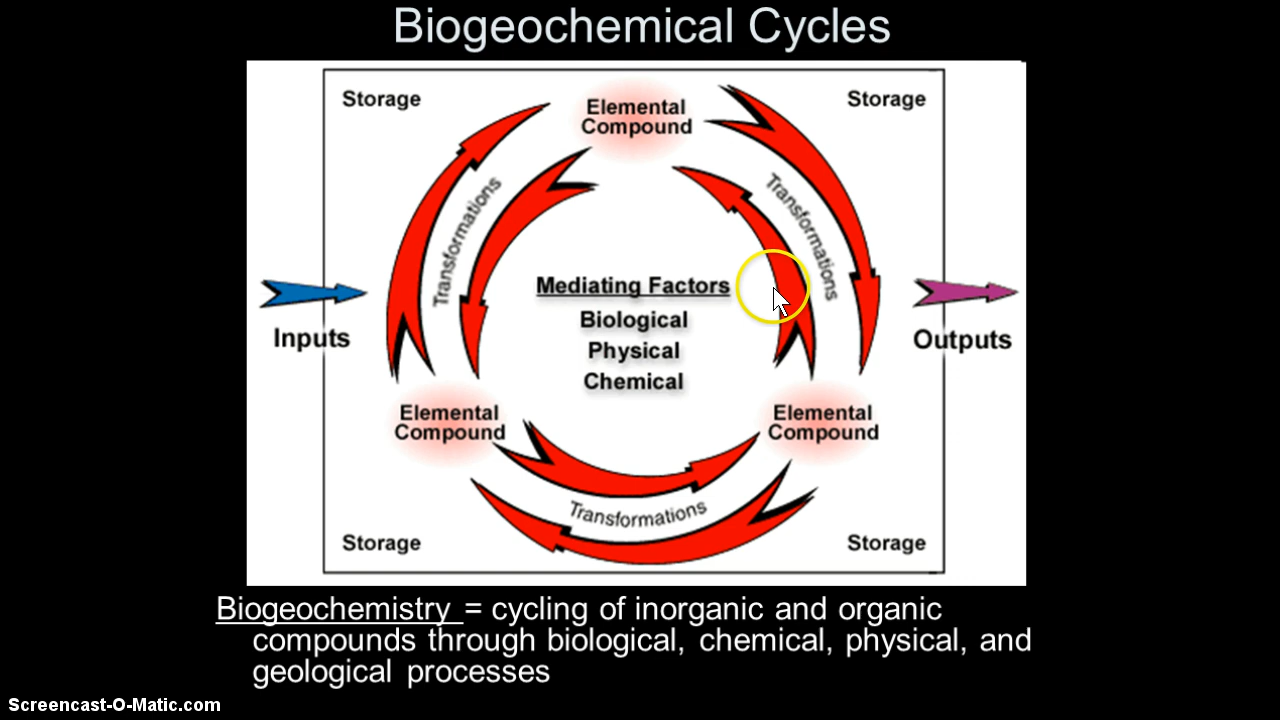 Biogeochemical Cycles
Storage
Storage
Elemental
Compound
Transformations
Transformations
Mediating Factors
Biological
Physical
Chemical
Inputs
Outputs
Elemental
Compound
Elemental
Compound
Transformations
Storage
Storage
Biogeochemistry = cycling of inorganic and organic
compounds through biological, chemical, physical, and
geological processes
Screencast-O-Matic.com